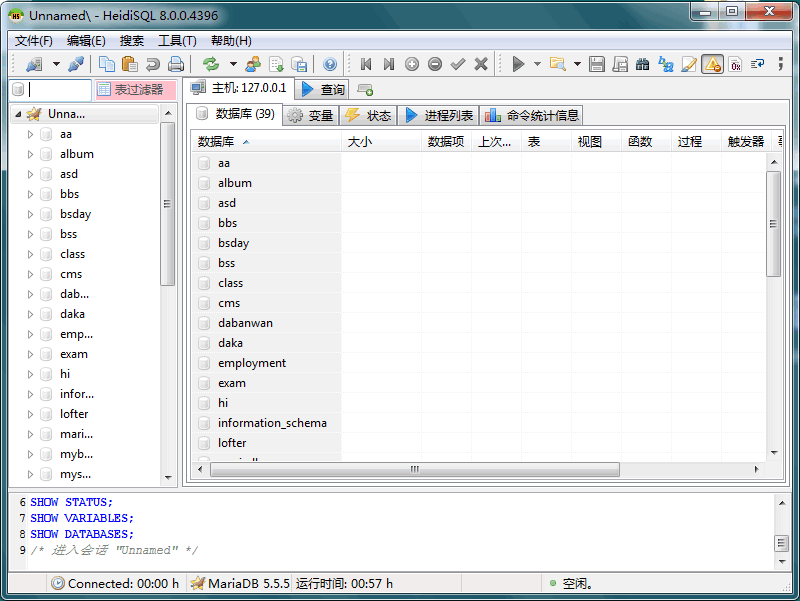 Unnamed\ - HeidiSQL 8.0.0.4396
文件(F) 编辑(E) 搜索 工具(T) 帮助(H)
表过滤器
主机: 127.0.0.1 查询
数据库 (39) 变量 状态 进程列表 命令统计信息
数据库 大小 数据项 上次... 表 视图 函数 过程 触发器
Unna...
aa
album
asd
bbs
bsday
bss
class
cms
dab...
daka
emp...
exam
hi
infor...
lofter
mari...
myb...
mys...
aa
album
asd
bbs
bsday
bss
class
cms
dabanwan
daka
employment
exam
hi
information_schema
lofter
6 SHOW STATUS;
7 SHOW VARIABLES;
8 SHOW DATABASES;
9 /* 进入会话 "Unnamed" */
Connected: 00:00 h MariaDB 5.5.5 运行时间: 00:57 h 空闲。